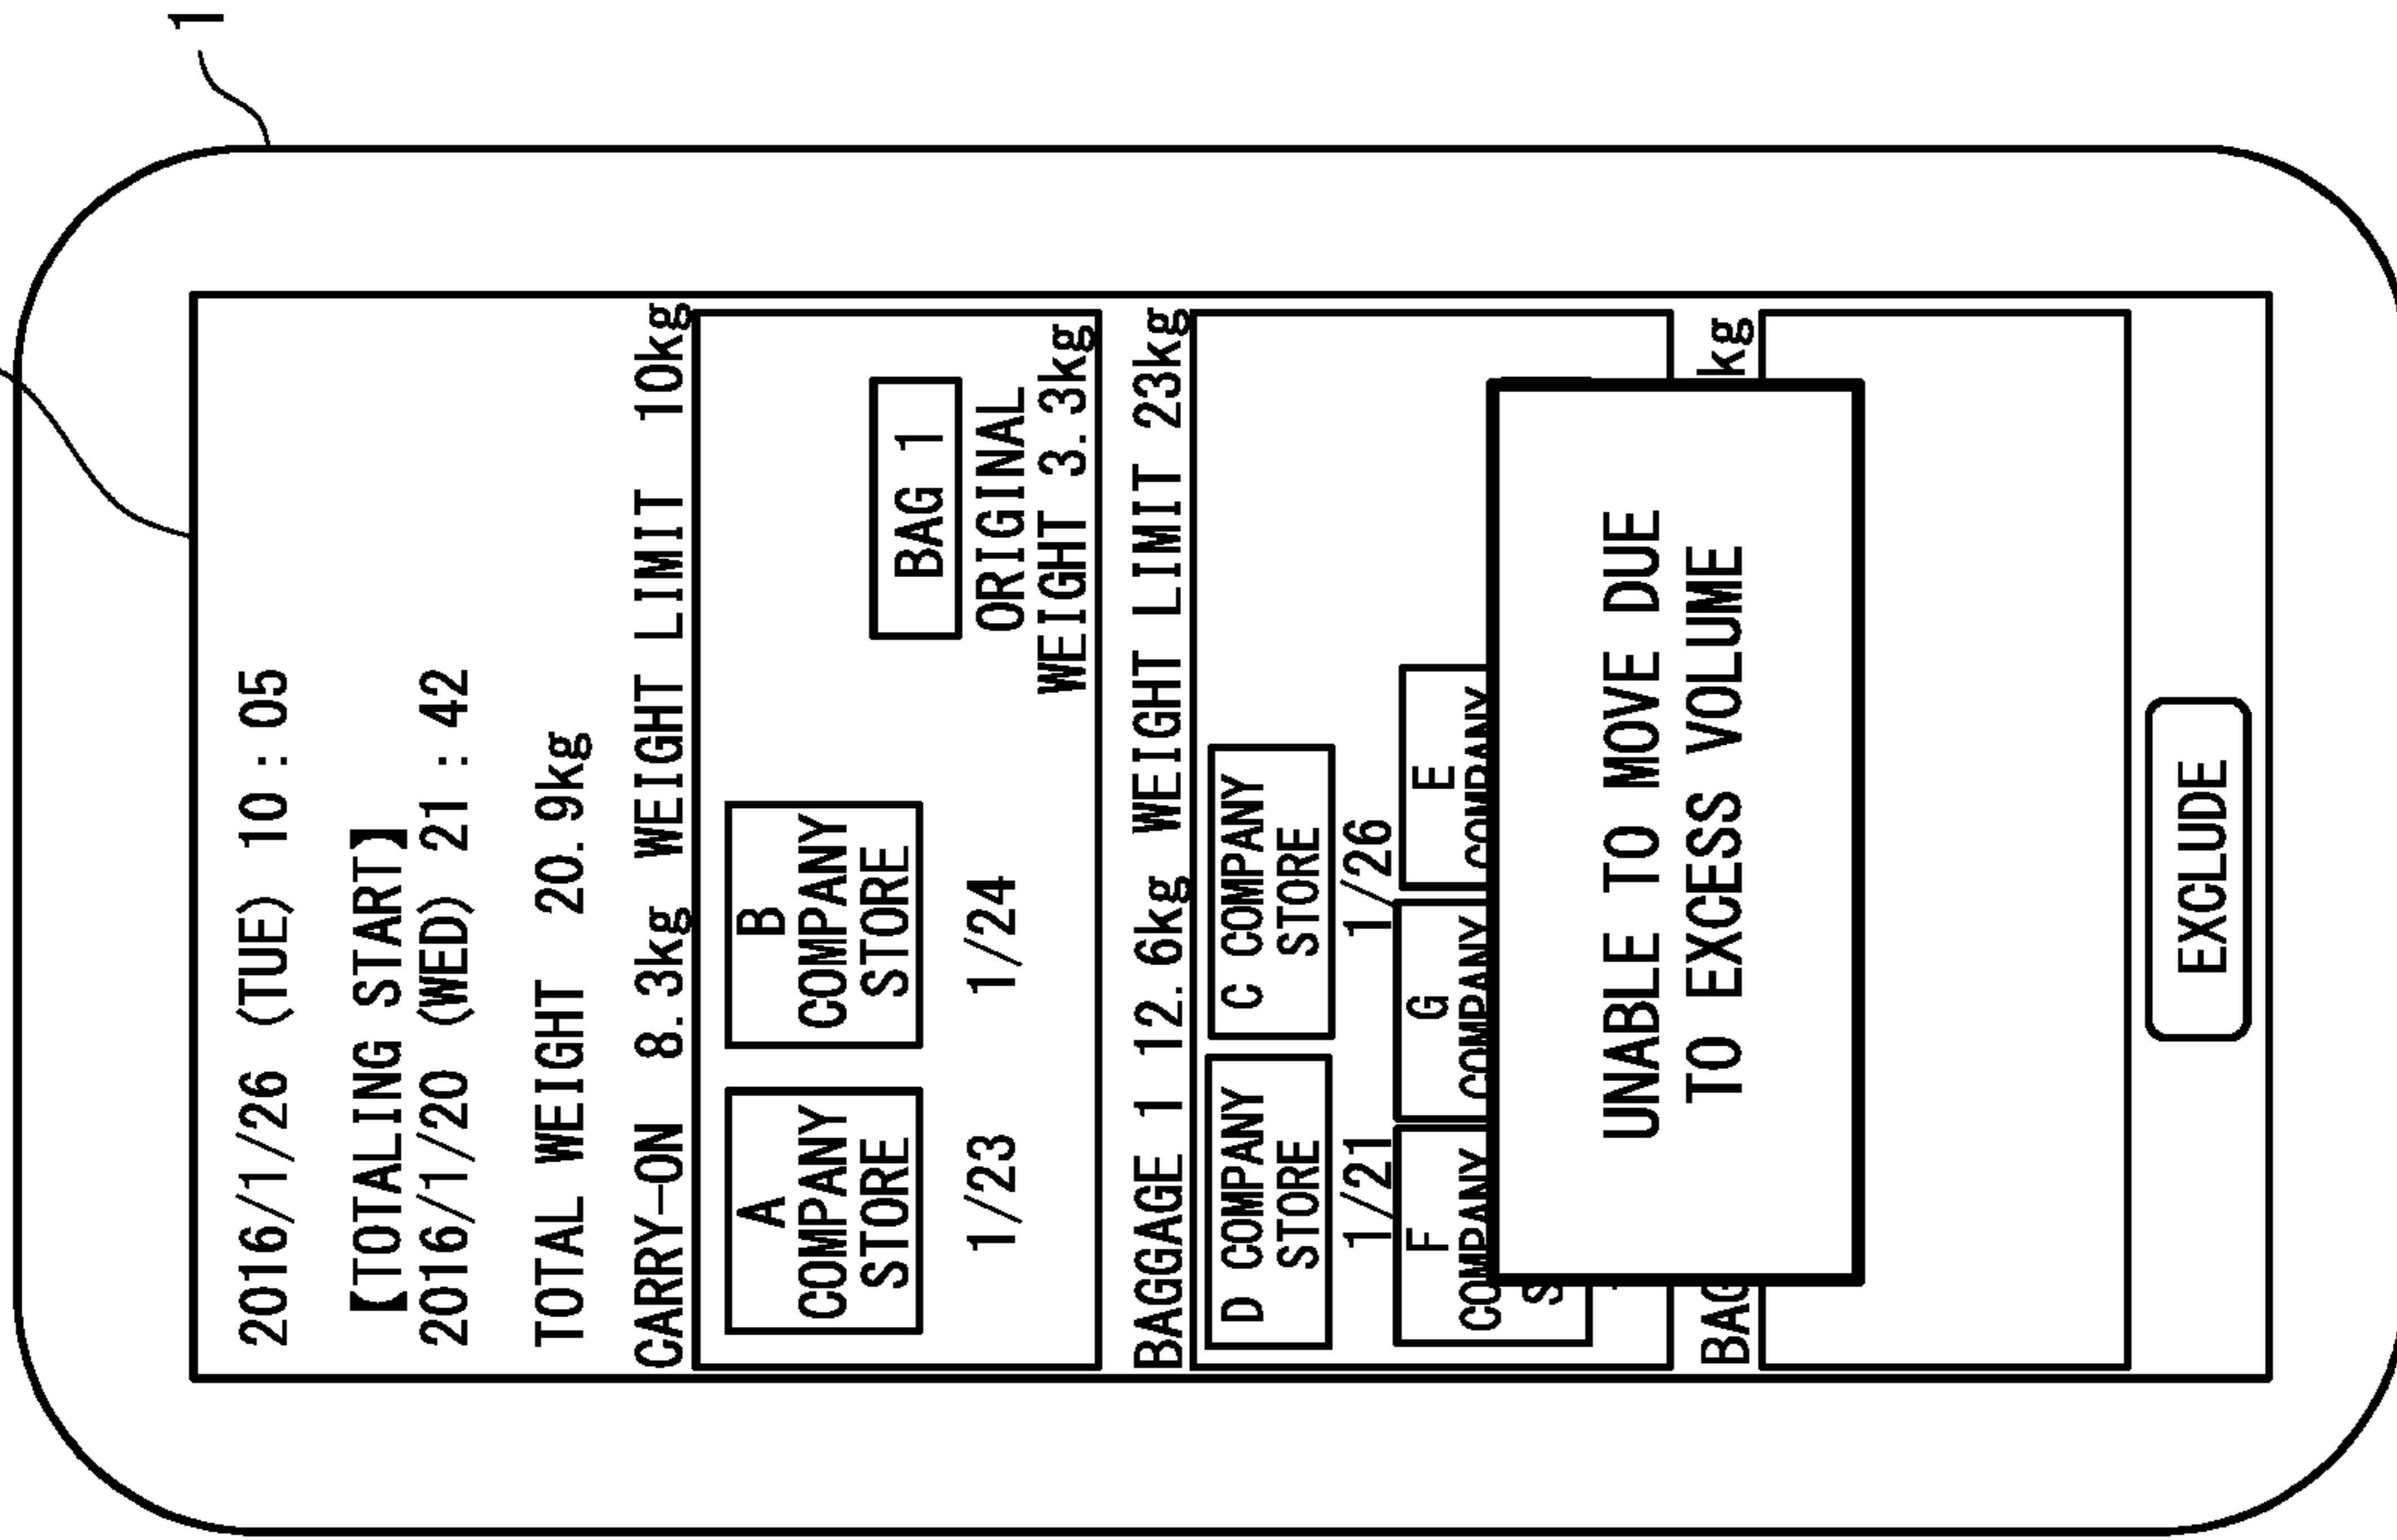 1
2016/1/26 (TUE) 10:05
【TOTALING START】
2016/1/20 (WED) 21:42
TOTAL WEIGHT 20.9kg
CARRY-ON 8.3kg WEIGHT LIMIT 10kg
A
COMPANY
STORE
1/23
B
COMPANY
STORE
1/24
BAG 1
ORIGINAL
WEIGHT 3.3kg
BAGGAGE 1 12.6kg WEIGHT LIMIT 23kg
D COMPANY
STORE
1/21
C COMPANY
STORE
1/26
F
COMPANY
G
COMPANY
E
COMPANY
kg
UNABLE TO MOVE DUE
TO EXCESS VOLUME
EXCLUDE